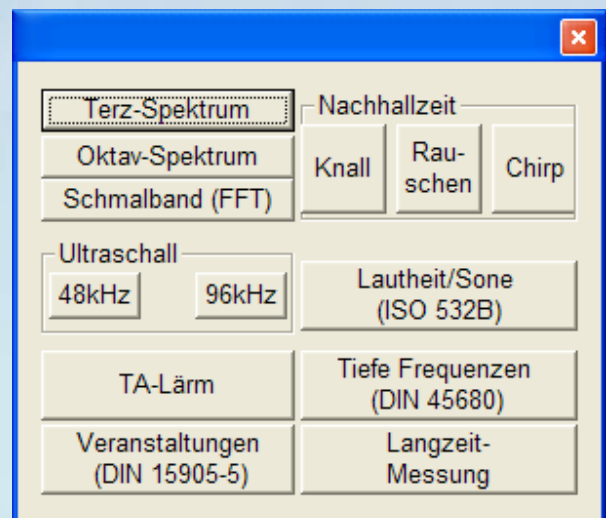 Terz-Spektrum
Oktav-Spektrum
Schmalband (FFT)
Nachhallzeit
Knall
Rau-
schen
Chirp
Ultraschall
48kHz
96kHz
Lautheit/Sone
(ISO 532B)
TA-Lärm
Tiefe Frequenzen
(DIN 45680)
Veranstaltungen
(DIN 15905-5)
Langzeit-
Messung